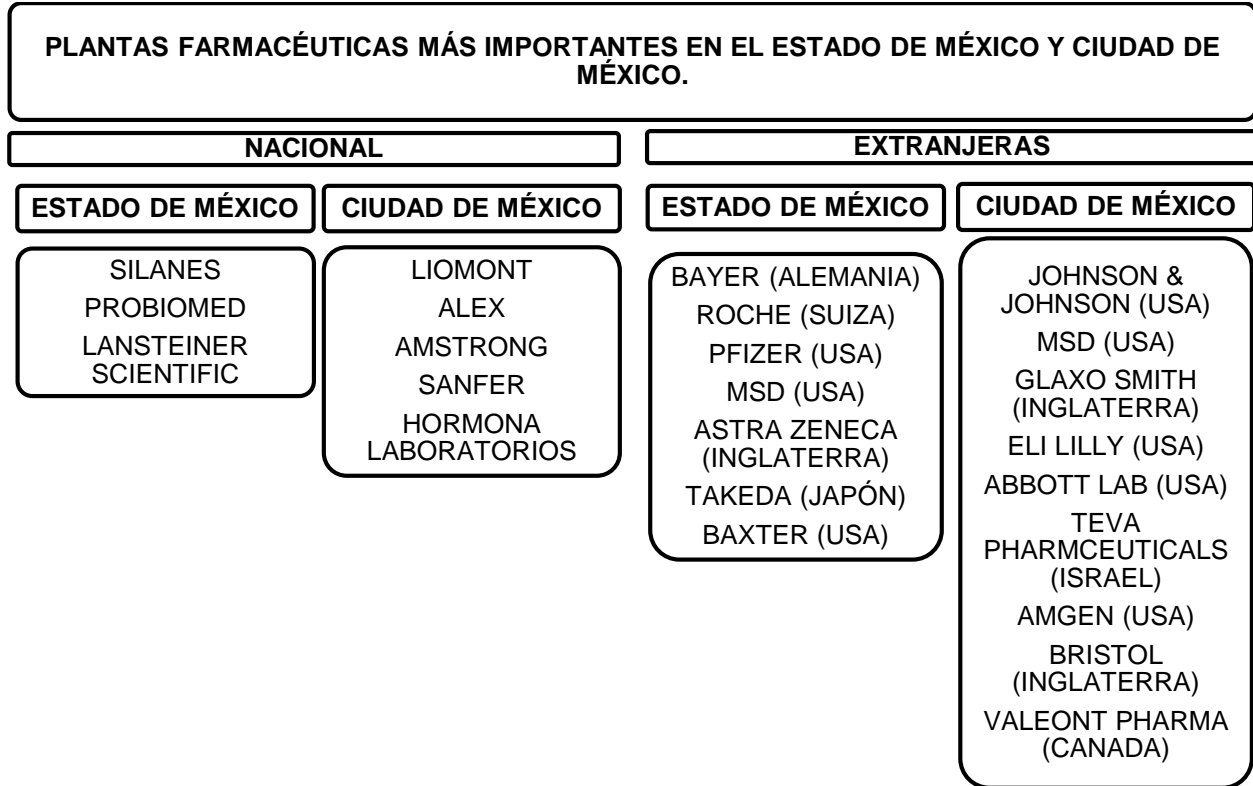 PLANTAS FARMACÉUTICAS MÁS IMPORTANTES EN EL ESTADO DE MÉXICO Y CIUDAD DE
MÉXICO.
NACIONAL
ESTADO DE MÉXICO
SILANES
PROBIOMED
LANSTEINER
SCIENTIFIC
CIUDAD DE MÉXICO
LIOMONT
ALEX
AMSTRONG
SANFER
HORMONA
LABORATORIOS
EXTRANJERAS
ESTADO DE MÉXICO
BAYER (ALEMANIA)
ROCHE (SUIZA)
PFIZER (USA)
MSD (USA)
ASTRA ZENECA
(INGLATERRA)
TAKEDA (JAPÓN)
BAXTER (USA)
CIUDAD DE MÉXICO
JOHNSON &
JOHNSON (USA)
MSD (USA)
GLAXO SMITH
(INGLATERRA)
ELI LILLY (USA)
ABBOTT LAB (USA)
TEVA
PHARMCEUTICALS
(ISRAEL)
AMGEN (USA)
BRISTOL
(INGLATERRA)
VALEONT PHARMA
(CANADA)